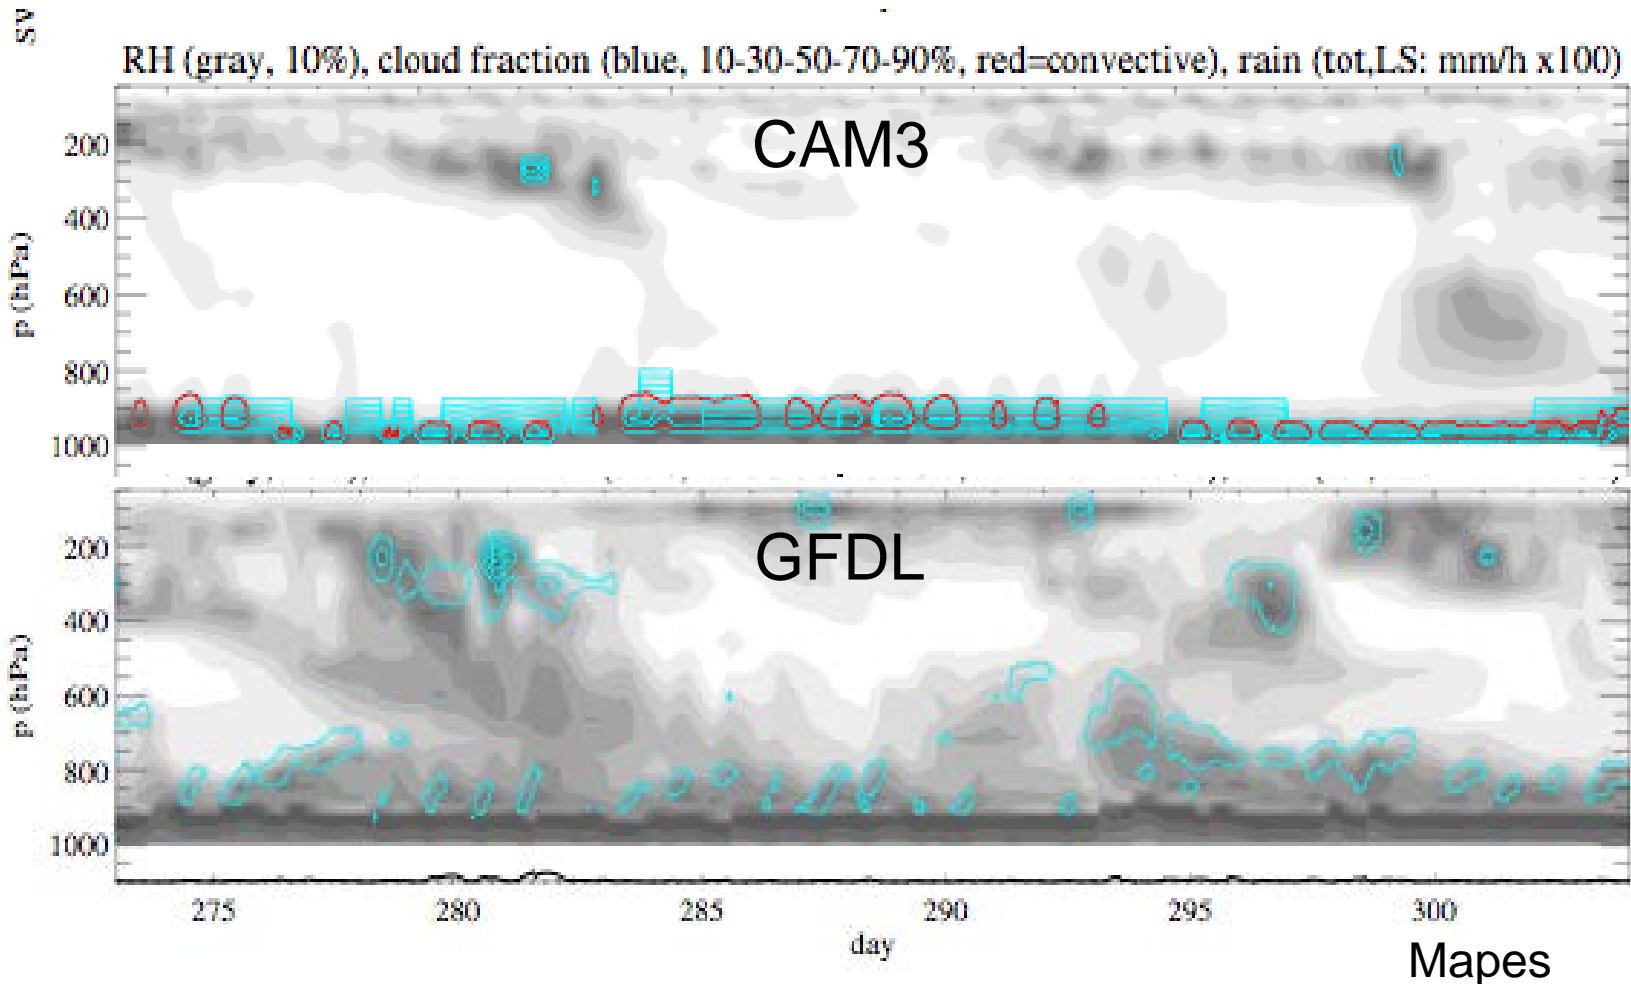 SV
RH (gray, 10%), cloud fraction (blue, 10-30-50-70-90%, red=convective), rain (tot,LS: mm/h x100)
CAM3
200
400
600
800
1000
p (hPa)
GFDL
200
400
600
800
1000
p (hPa)
275 280 285 290 295 300
day
Mapes